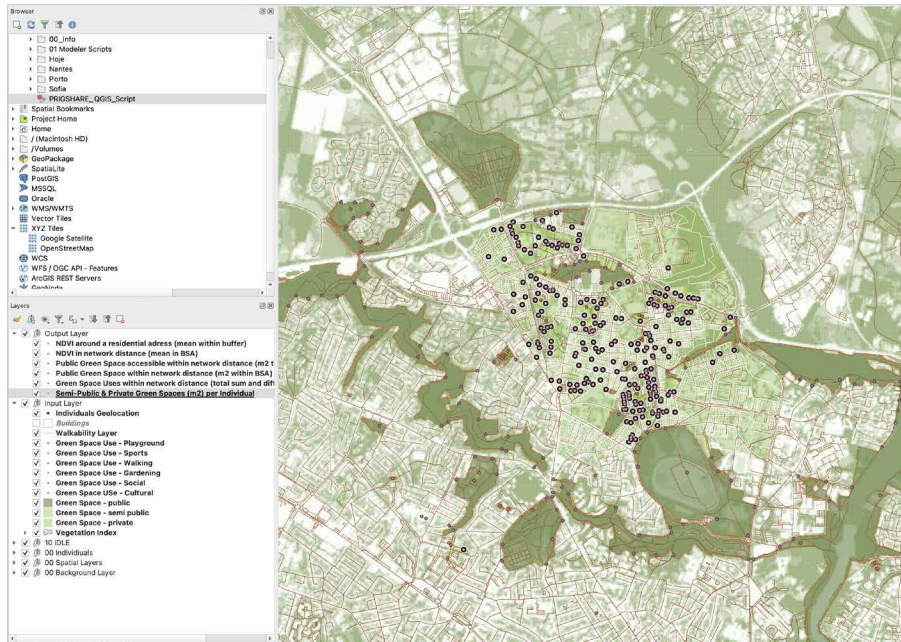 Browser
00_Info
01 Modeler Scripts
Hoje
Nantes
Porto
Sofia
PRIGSHARE_QGIS_Script
Spatial Bookmarks
Project Home
Home
/ (Macintosh HD)
/Volumes
GeoPackage
SpatiaLite
PostGIS
MSSQL
Oracle
WMS/WMTS
Vector Tiles
XYZ Tiles
Google Satellite
OpenStreetMap
WCS
WFS / OGC API - Features
ArcGIS REST Servers
GeoNode
Layers
Output Layer
NDVI around a residential adress (mean within buffer)
NDVI in network distance (mean in BSA)
Public Green Space accessible within network distance (m2 t
Public Green Space within network distance (m2 within BSA)
Green Space Uses within network distance (total sum and diff
Semi-Public & Private Green Spaces (m2) per Individual
Input Layer
Individuals Geolocation
Buildings
Walkability Layer
Green Space Use - Playground
Green Space Use - Sports
Green Space Use - Walking
Green Space Use - Gardening
Green Space Use - Social
Green Space USe - Cultural
Green Space - public
Green Space - semi public
Green Space - private
Vegetation Index
10 IDLE
00 Individiuals
00 Spatial Layers
00 Background Layer